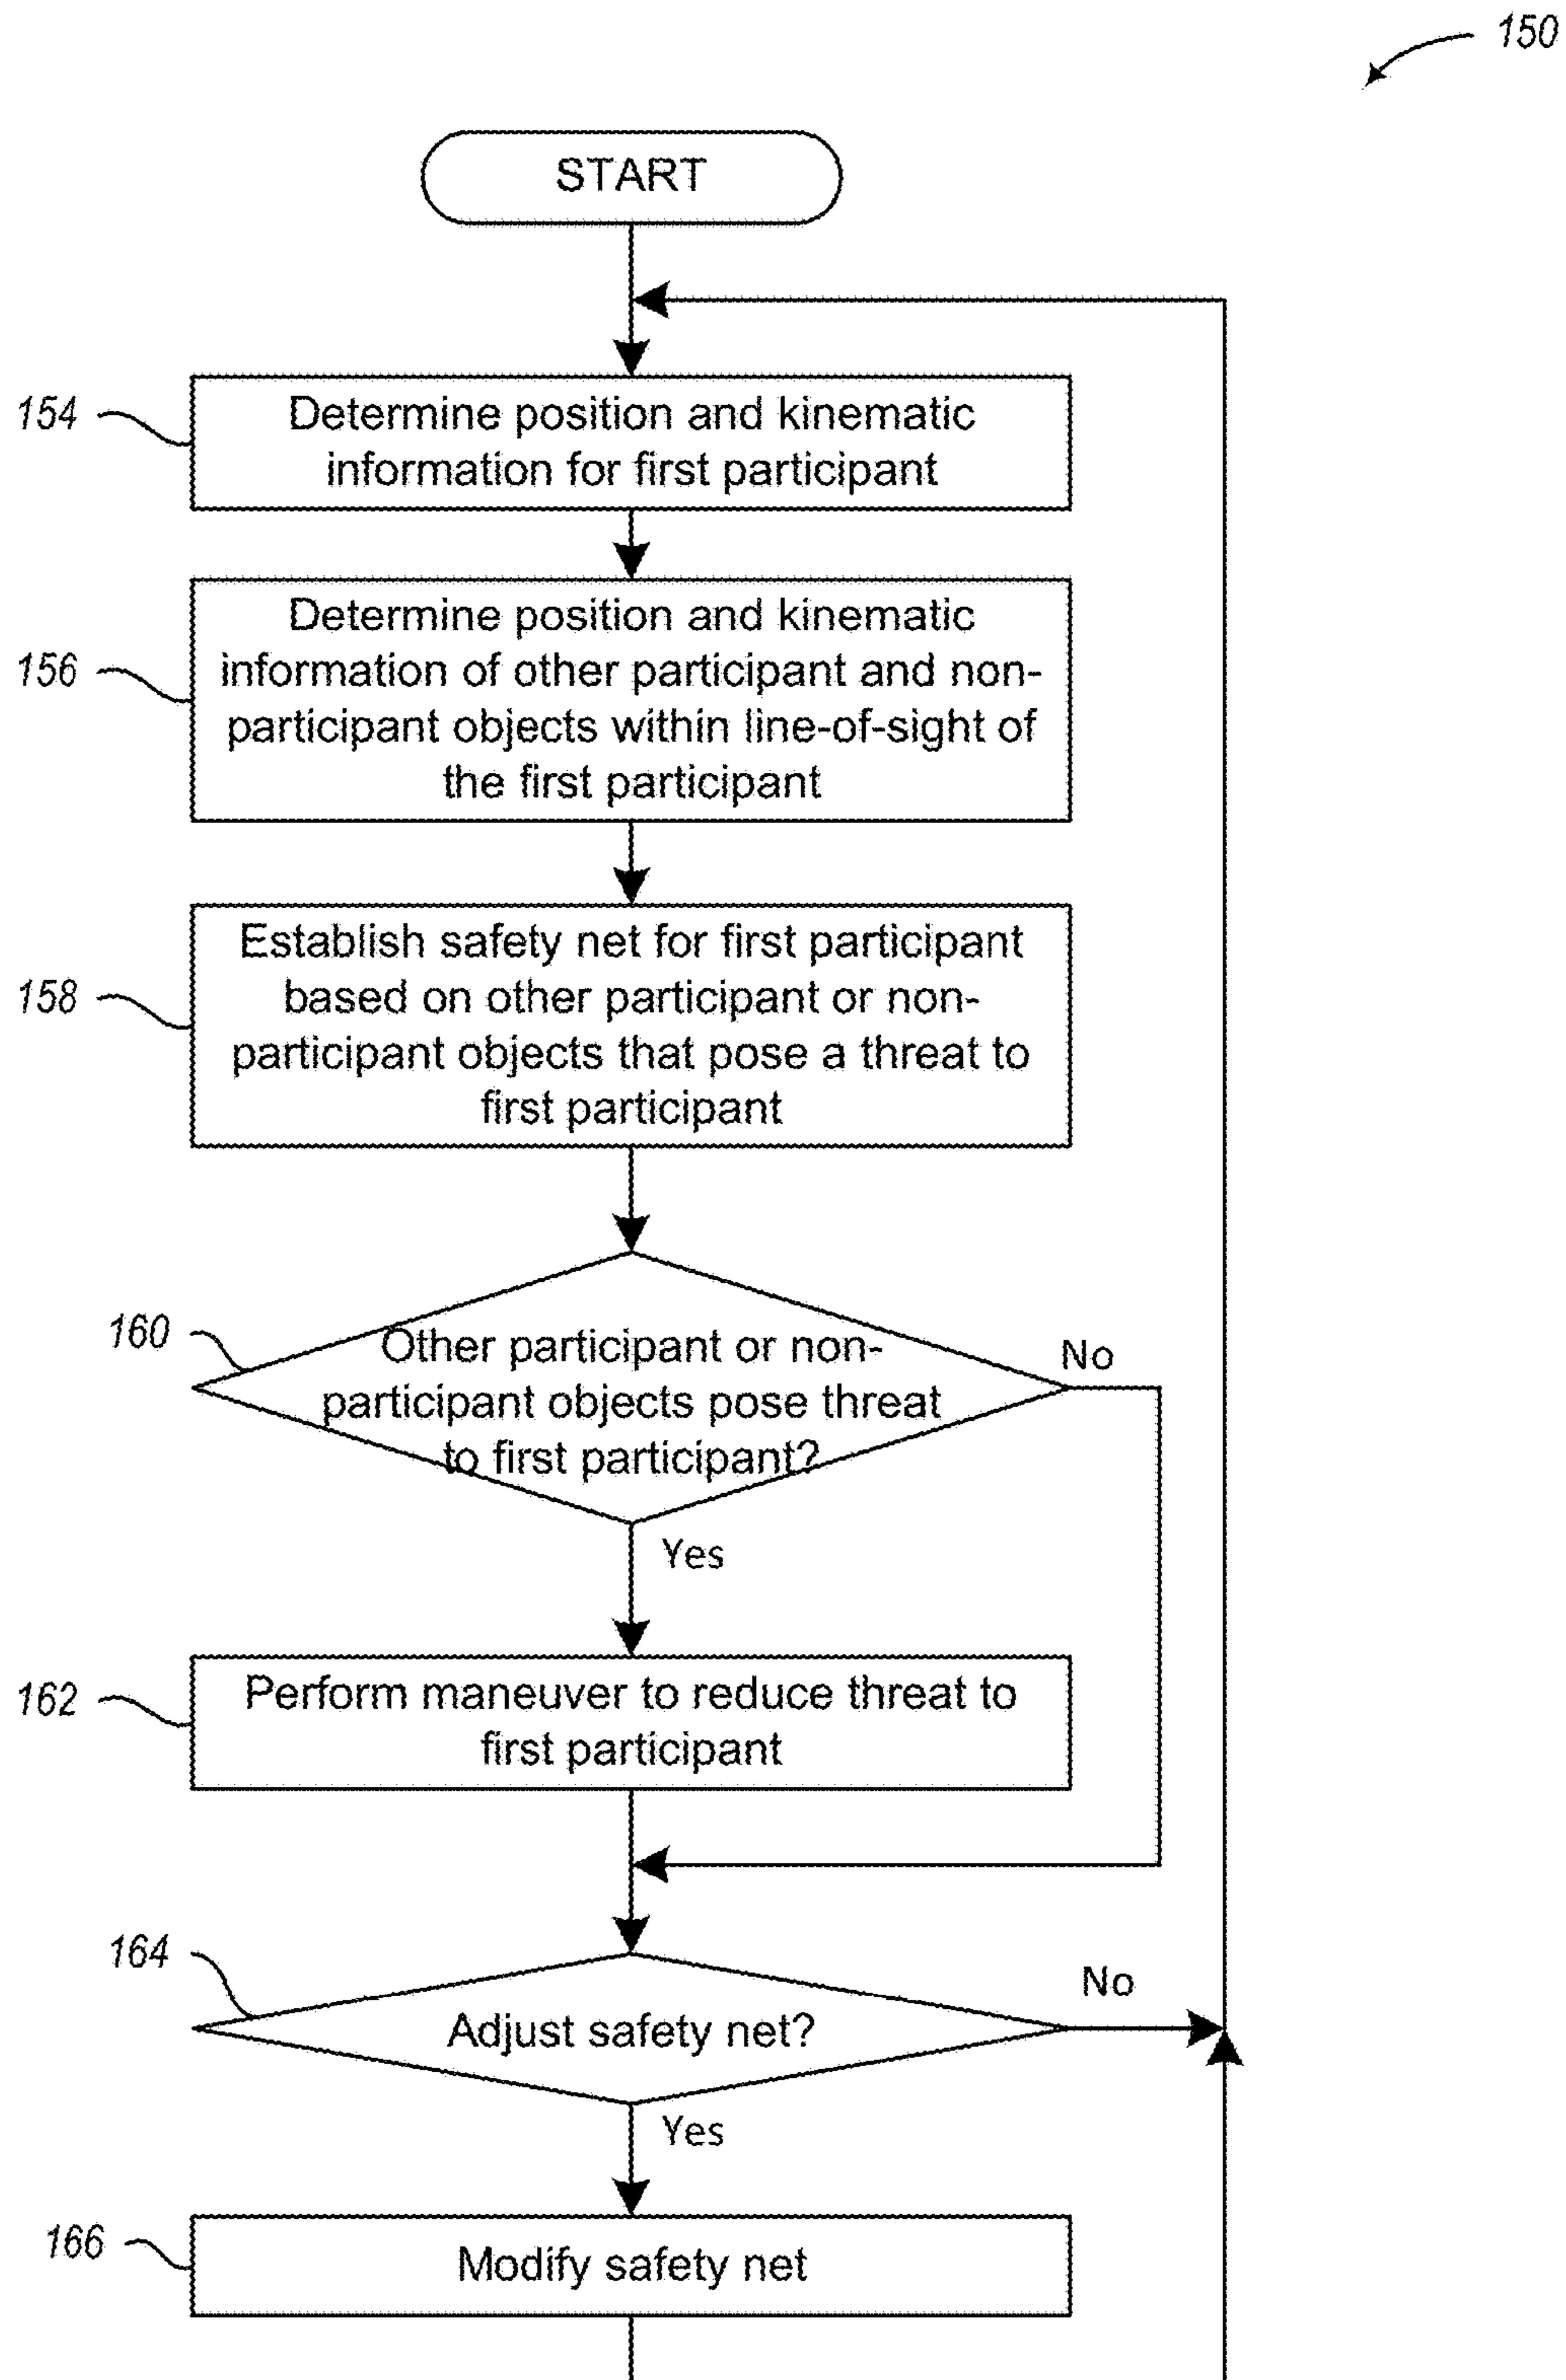 150
START
154
Determine position and kinematic
information for first participant
156
Determine position and kinematic
information of other participant and non-
participant objects within line-of-sight of
the first participant
158
Establish safety net for first participant
based on other participant or non-
participant objects that pose a threat to
first participant
160
Other participant or non-
participant objects pose threat
to first participant?
No
Yes
162
Perform maneuver to reduce threat to
first participant
164
Adjust safety net?
No
Yes
166
Modify safety net